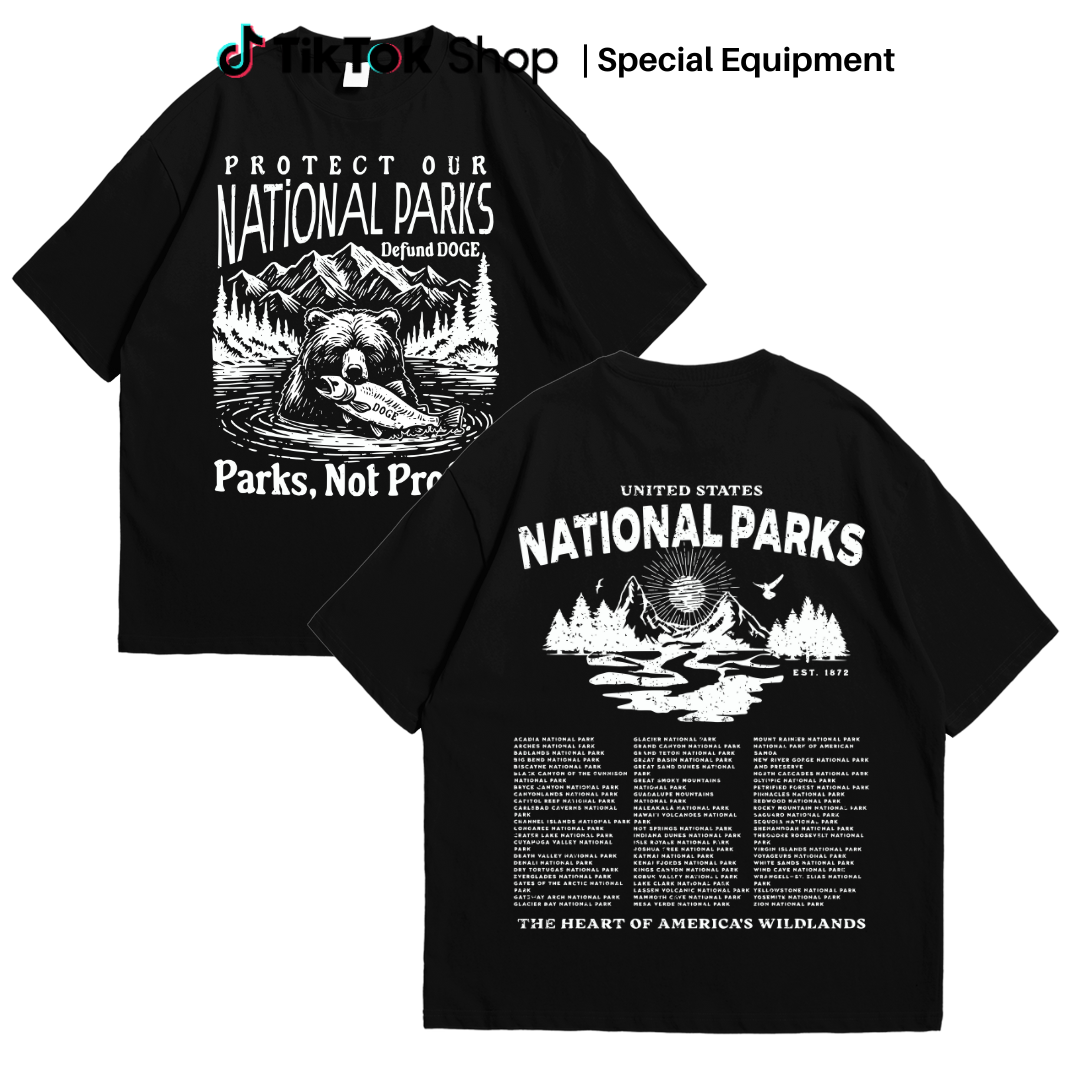 TikTok Shop | Special Equipment
PROTECT OUR
NATiONAL PARKS
Defund DOGE
DOGE
Parks, Not Pro
UNITED STATES
NATIONAL PARKS
EST. 1872
ACADIA NATIONAL PARK
ARCHES NATIONAL PARK
BADLANDS NATIONAL PARK
BIG BEND NATIONAL PARK
BISCAYNE NATIONAL PARK
BLACK CANYON OF THE GUNNISON
NATIONAL PARK
BRYCE CANYON NATIONAL PARK
CANYONLANDS NATIONAL PARK
CAPITOL REEF NATIONAL PARK
CARLSBAD CAVERNS NATIONAL
PARK
CHANNEL ISLANDS NATIONAL PARK
CONGAREE NATIONAL PARK
CRATER LAKE NATIONAL PARK
CUYAHOGA VALLEY NATIONAL
PARK
DEATH VALLEY NATIONAL PARK
DENALI NATIONAL PARK
DRY TORTUGAS NATIONAL PARK
EVERGLADES NATIONAL PARK
GATES OF THE ARCTIC NATIONAL
PARK
GATEWAY ARCH NATIONAL PARK
GLACIER BAY NATIONAL PARK
GLACIER NATIONAL PARK
GRAND CANYON NATIONAL PARK
GRAND TETON NATIONAL PARK
GREAT BASIN NATIONAL PARK
GREAT SAND DUNES NATIONAL
PARK
GREAT SMOKY MOUNTAINS
NATIONAL PARK
GUADALUPE MOUNTAINS
NATIONAL PARK
HALEAKALA NATIONAL PARK
HAWAII VOLCANOES NATIONAL
PARK
HOT SPRINGS NATIONAL PARK
INDIANA DUNES NATIONAL PARK
ISLE ROYALE NATIONAL PARK
JOSHUA TREE NATIONAL PARK
KATMAI NATIONAL PARK
KENAI FJORDS NATIONAL PARK
KINGS CANYON NATIONAL PARK
KOBUK VALLEY NATIONAL PARK
LAKE CLARK NATIONAL PARK
LASSEN VOLCANIC NATIONAL PARK
MAMMOTH CAVE NATIONAL PARK
MESA VERDE NATIONAL PARK
MOUNT RAINIER NATIONAL PARK
NATIONAL PARK OF AMERICAN
SAMOA
NEW RIVER GORGE NATIONAL PARK
AND PRESERVE
NORTH CASCADES NATIONAL PARK
OLYMPIC NATIONAL PARK
PETRIFIED FOREST NATIONAL PARK
PINNACLES NATIONAL PARK
REDWOOD NATIONAL PARK
ROCKY MOUNTAIN NATIONAL PARK
SAGUARO NATIONAL PARK
SEQUOIA NATIONAL PARK
SHENANDOAH NATIONAL PARK
THEODORE ROOSEVELT NATIONAL
PARK
VIRGIN ISLANDS NATIONAL PARK
VOYAGEURS NATIONAL PARK
WHITE SANDS NATIONAL PARK
WIND CAVE NATIONAL PARK
WRANGELL-ST. ELIAS NATIONAL
PARK
YELLOWSTONE NATIONAL PARK
YOSEMITE NATIONAL PARK
ZION NATIONAL PARK
THE HEART OF AMERICA'S WILDLANDS